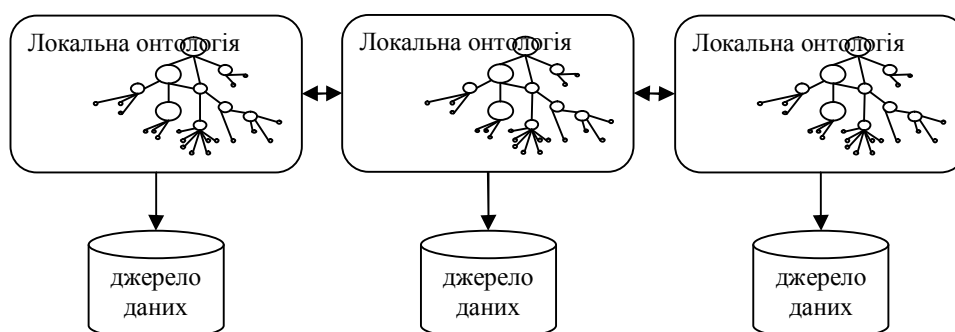 Локальна онтологія
Локальна онтологія
Локальна онтологія
джерело
даних
джерело
даних
джерело
даних